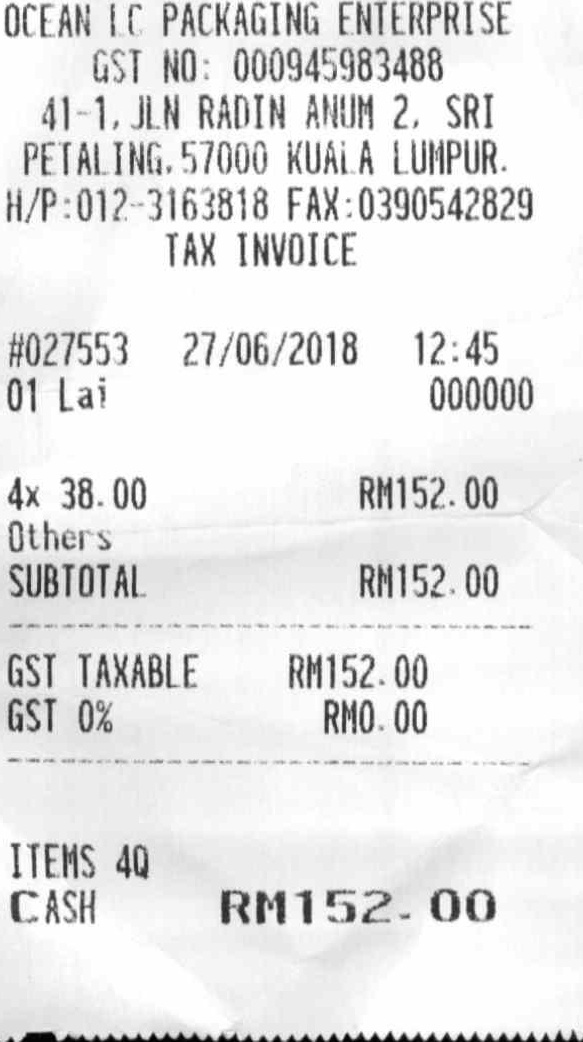 OCEAN LC PACKAGING ENTERPRISE
GST NO: 000945983488
41-1, JLN RADIN ANUM 2, SRI
PETALING, 57000 KUALA LUMPUR.
H/P:012-3163818 FAX:0390542829
TAX INVOICE
#027553 27/06/2018 12:45
01 Lai 000000
4x 38.00 RM152.00
Others
SUBTOTAL RM152.00
GST TAXABLE RM152.00
GST 0% RM0.00
ITEMS 4Q
CASH RM152.00